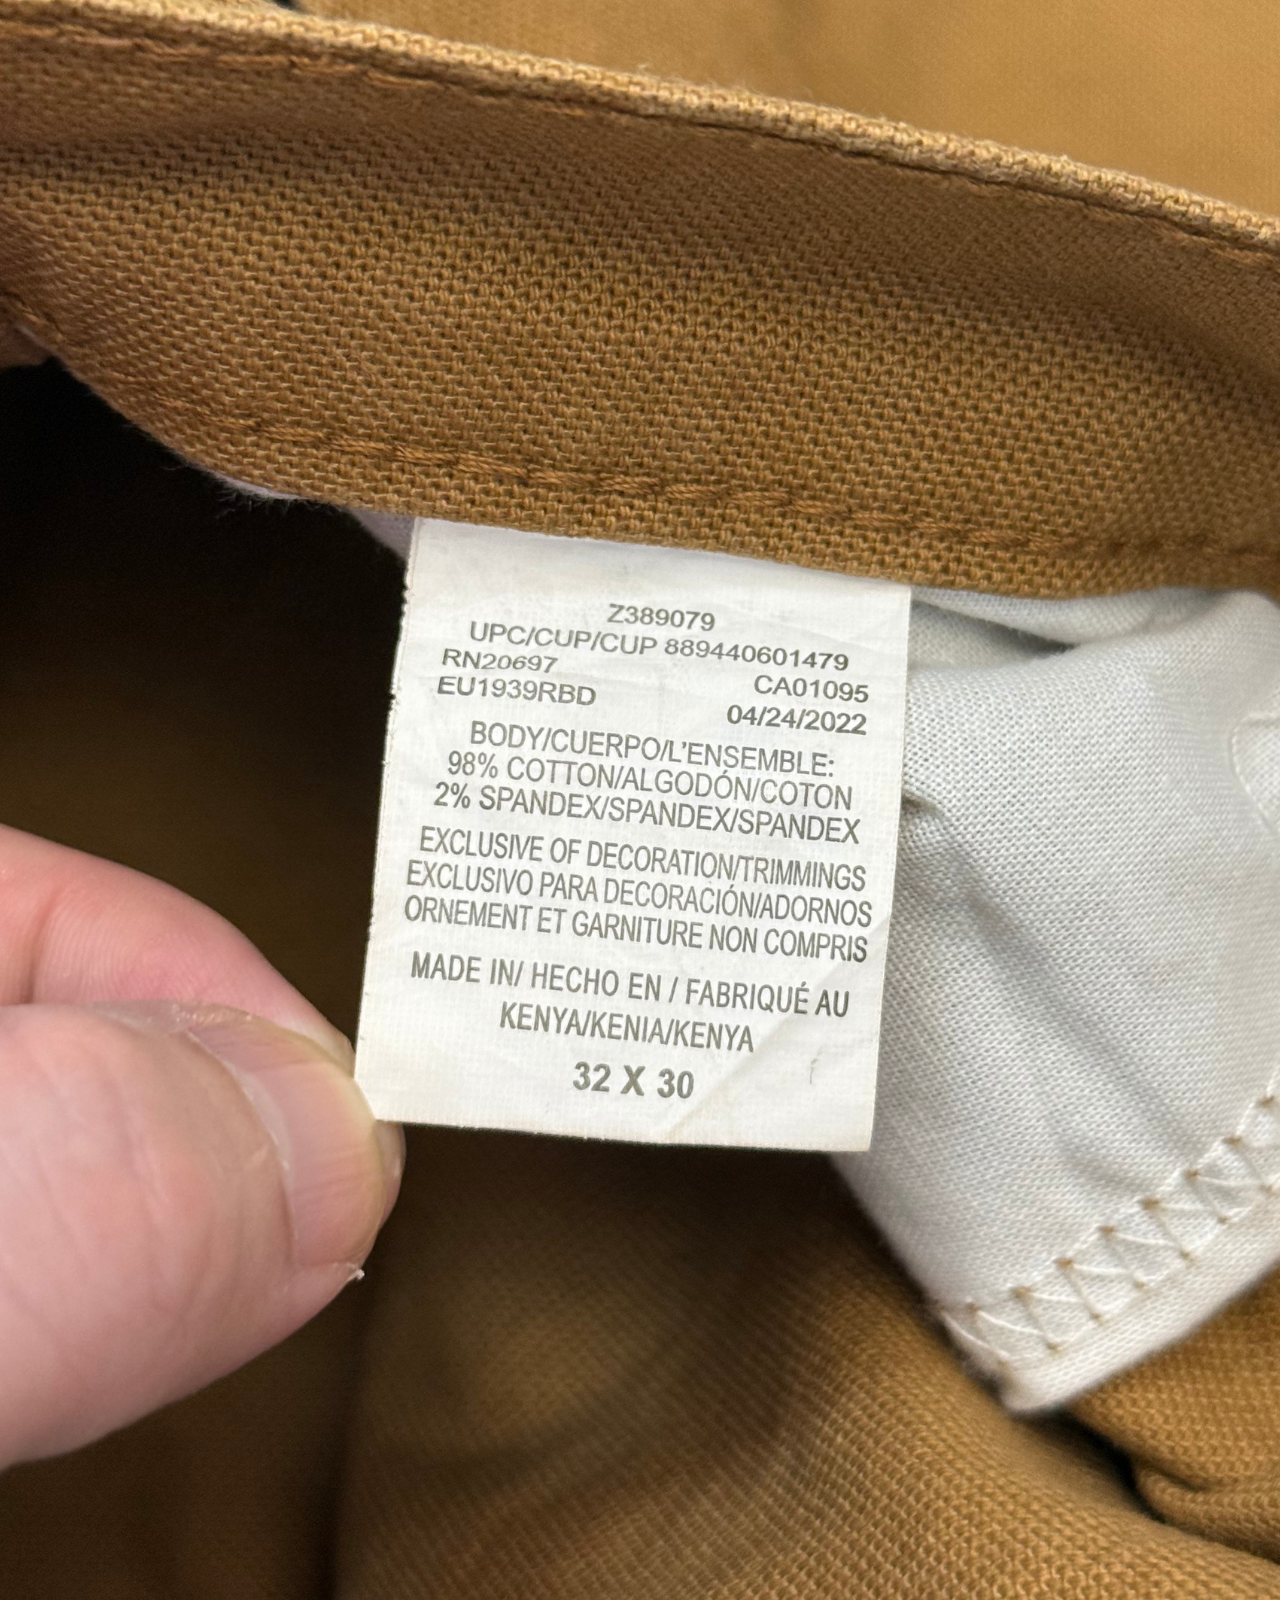 Z389079
UPC/CUP/CUP 889440601479
RN20697 CA01095
EU1939RBD 04/24/2022
BODY/CUERPO/L'ENSEMBLE:
98% COTTON/ALGODÓN/COTON
2% SPANDEX/SPANDEX/SPANDEX
EXCLUSIVE OF DECORATION/TRIMMINGS
EXCLUSIVO PARA DECORACIÓN/ADORNOS
ORNEMENT ET GARNITURE NON COMPRIS
MADE IN/ HECHO EN / FABRIQUÉ AU
KENYA/KENIA/KENYA
32 X 30